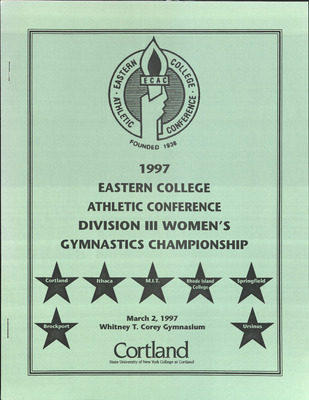 EASTERN COLLEGE
ATHLETIC CONFERENCE
ECAC
FOUNDED 1938
1997
EASTERN COLLEGE
ATHLETIC CONFERENCE
DIVISION III WOMEN'S
GYMNASTICS CHAMPIONSHIP
Cortland
Ithaca
M.I.T.
Rhode Island
College
Springfield
Brockport
Ursinus
March 2, 1997
Whitney T. Corey Gymnasium
Cortland
State University of New York College at Cortland